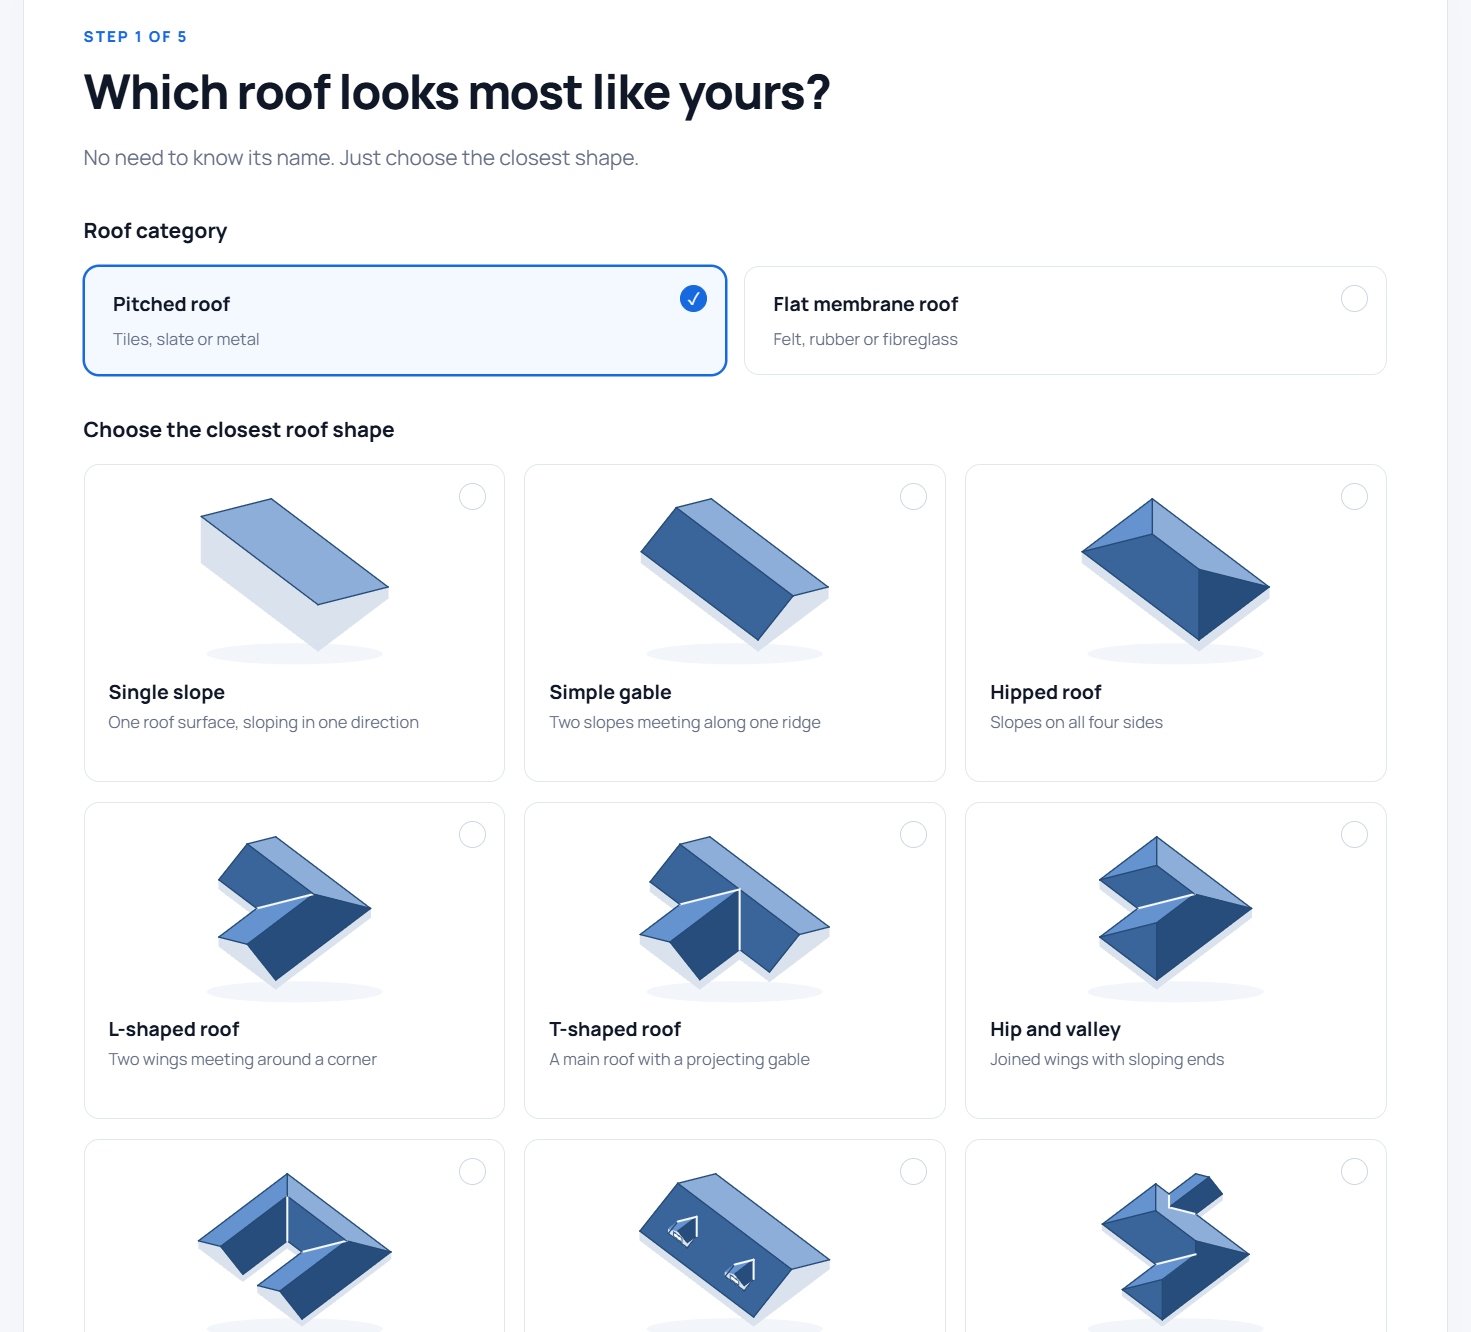 STEP 1 OF 5
Which roof looks most like yours?
No need to know its name. Just choose the closest shape.
Roof category
Pitched roof
Tiles, slate or metal
Flat membrane roof
Felt, rubber or fibreglass
Choose the closest roof shape
Single slope
One roof surface, sloping in one direction
Simple gable
Two slopes meeting along one ridge
Hipped roof
Slopes on all four sides
L-shaped roof
Two wings meeting around a corner
T-shaped roof
A main roof with a projecting gable
Hip and valley
Joined wings with sloping ends